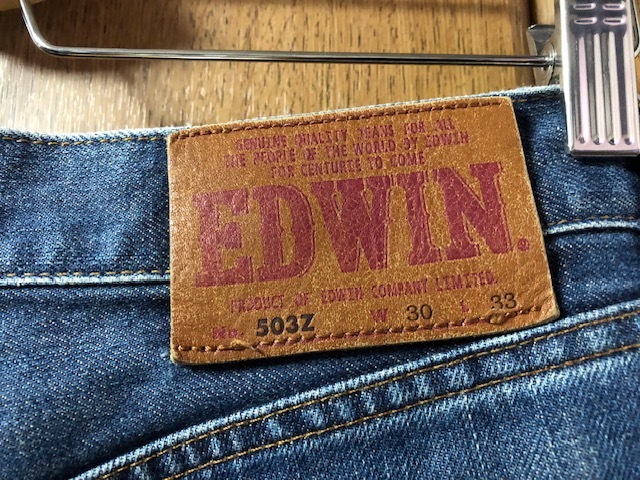 GENUINE QUALITY JEANS FOR ALL
THE PEOPLE OF THE WORLD BY EDWIN
FOR CENTURYE TO COME
EDWIN®
PRODUCT OF EDWIN COMPANY LIMITED.
No. 503Z W 30 L 33